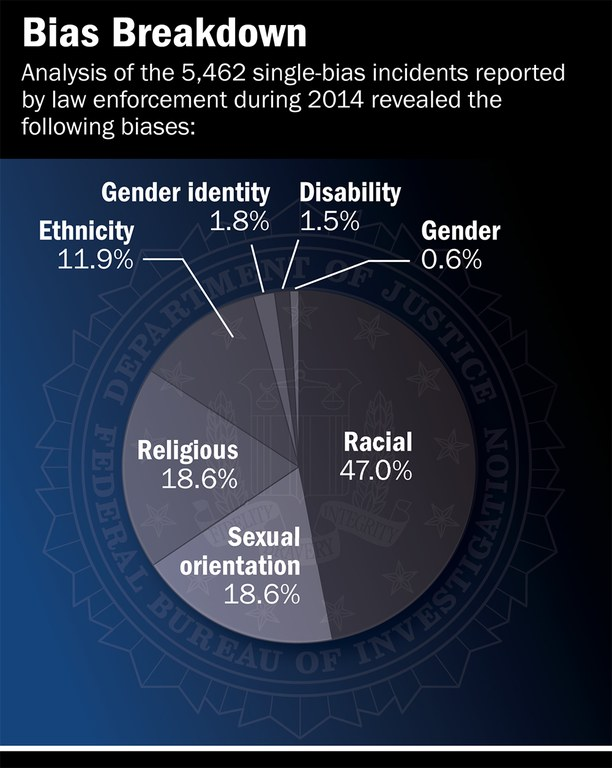 Bias Breakdown
Analysis of the 5,462 single-bias incidents reported
by law enforcement during 2014 revealed the
following biases:
Gender identity
1.8%
Disability
1.5%
Ethnicity
11.9%
Gender
0.6%
Racial
47.0%
Religious
18.6%
Sexual
orientation
18.6%
DEPARTMENT OF JUSTICE
FEDERAL BUREAU OF INVESTIGATION
INTEGRITY